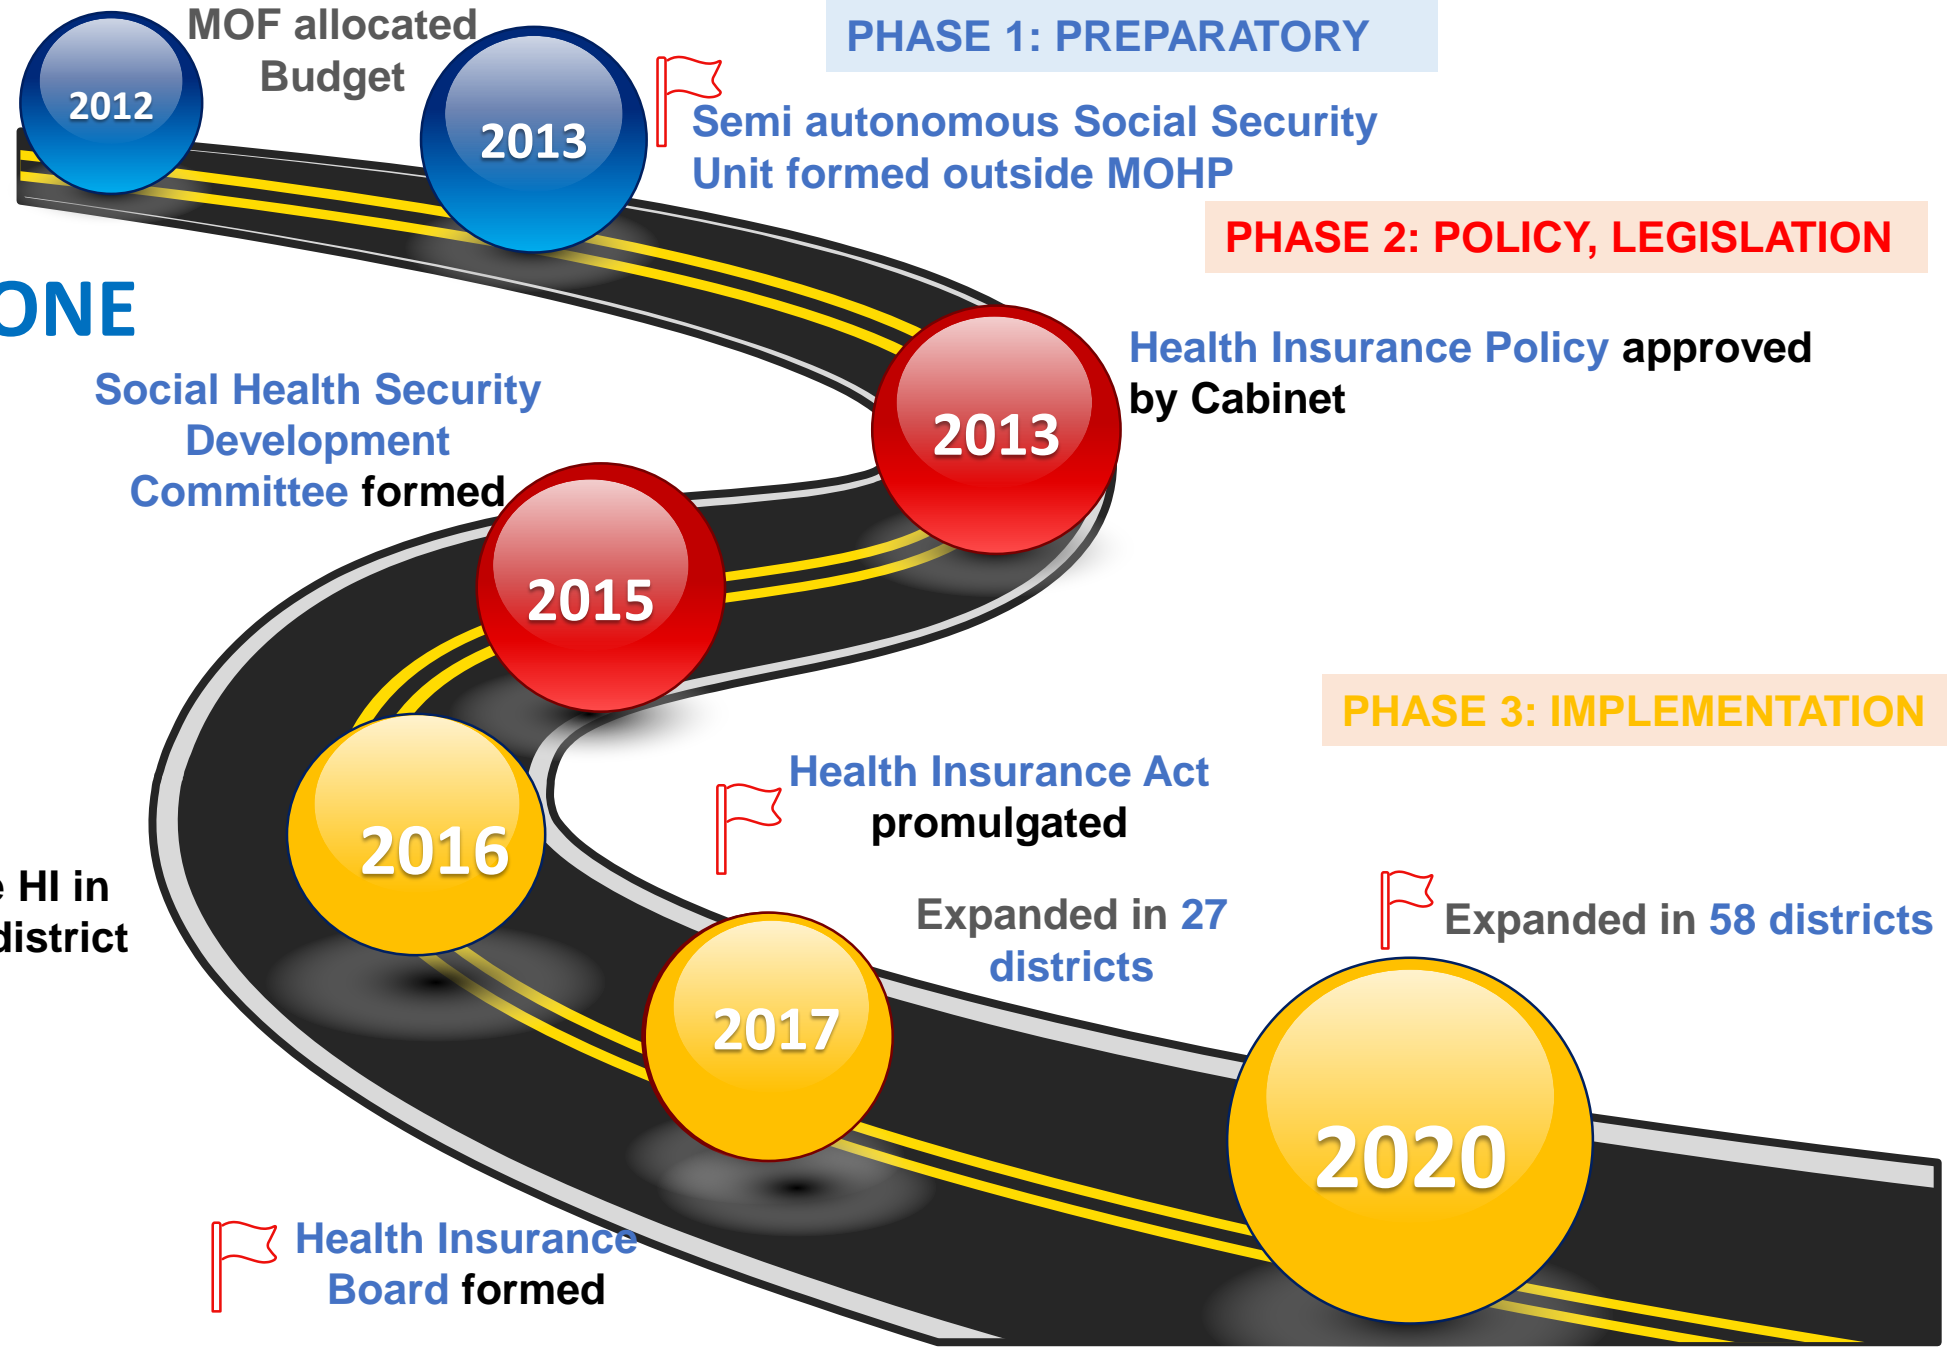 MOF allocated
Budget
2012
2013
PHASE 1: PREPARATORY
Semi autonomous Social Security
Unit formed outside MOHP
PHASE 2: POLICY, LEGISLATION
ONE
Health Insurance Policy approved
by Cabinet
2013
Social Health Security
Development
Committee formed
2015
PHASE 3: IMPLEMENTATION
2016
Health Insurance Act
promulgated
HI in
district
Expanded in 27
districts
Expanded in 58 districts
2017
2020
Health Insurance
Board formed